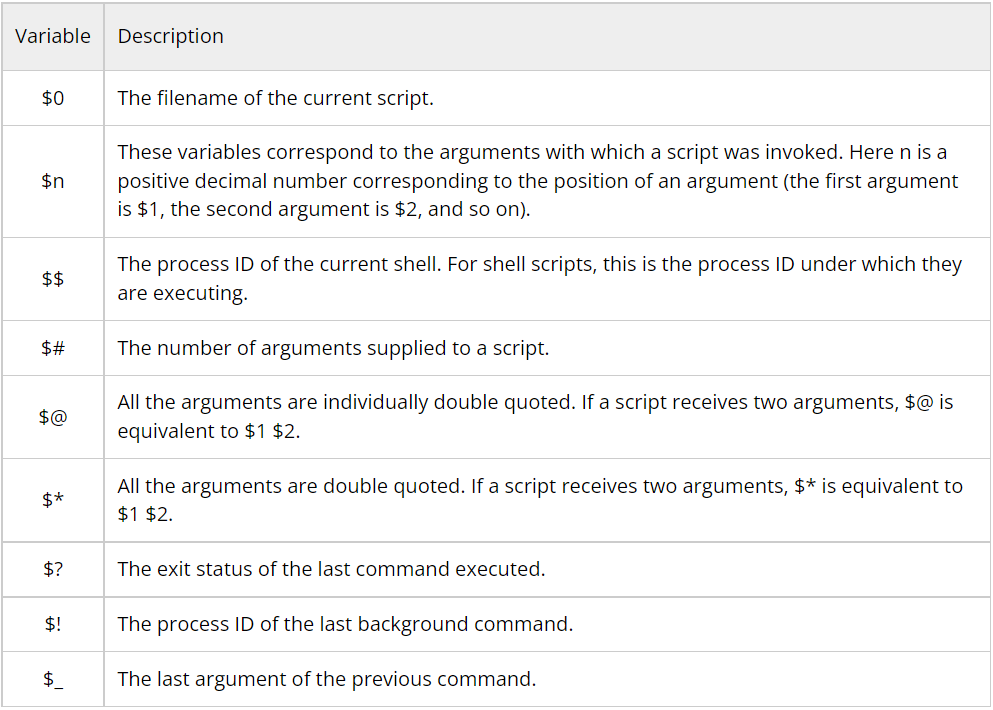 Variable Description
$0 The filename of the current script.
These variables correspond to the arguments with which a script was invoked. Here n is a
$n positive decimal number corresponding to the position of an argument (the first argument
is $1, the second argument is $2, and so on).
The process ID of the current shell. For shell scripts, this is the process ID under which they
$$ are executing.
$# The number of arguments supplied to a script.
All the arguments are individually double quoted. If a script receives two arguments, $@ is
$@ equivalent to $1 $2.
All the arguments are double quoted. If a script receives two arguments, $* is equivalent to
$* $1 $2.
$? The exit status of the last command executed.
$! The process ID of the last background command.
$_ The last argument of the previous command.